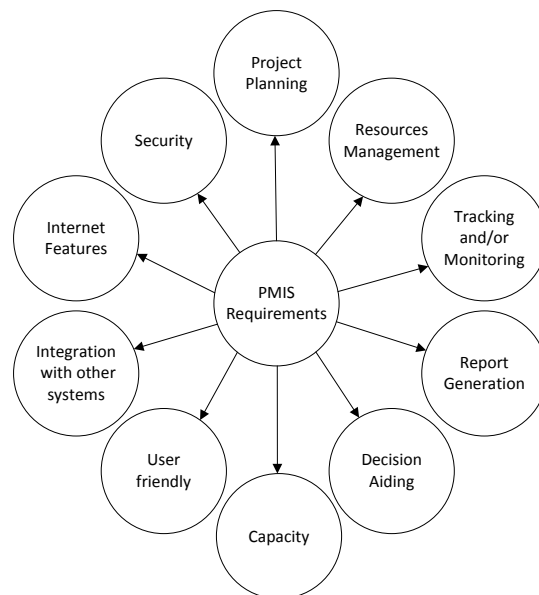 Project
Planning
Resources
Management
Security
Tracking
and/or
Monitoring
Internet
Features
PMIS
Requirements
Report
Generation
Integration
with other
systems
Decision
Aiding
User
friendly
Capacity